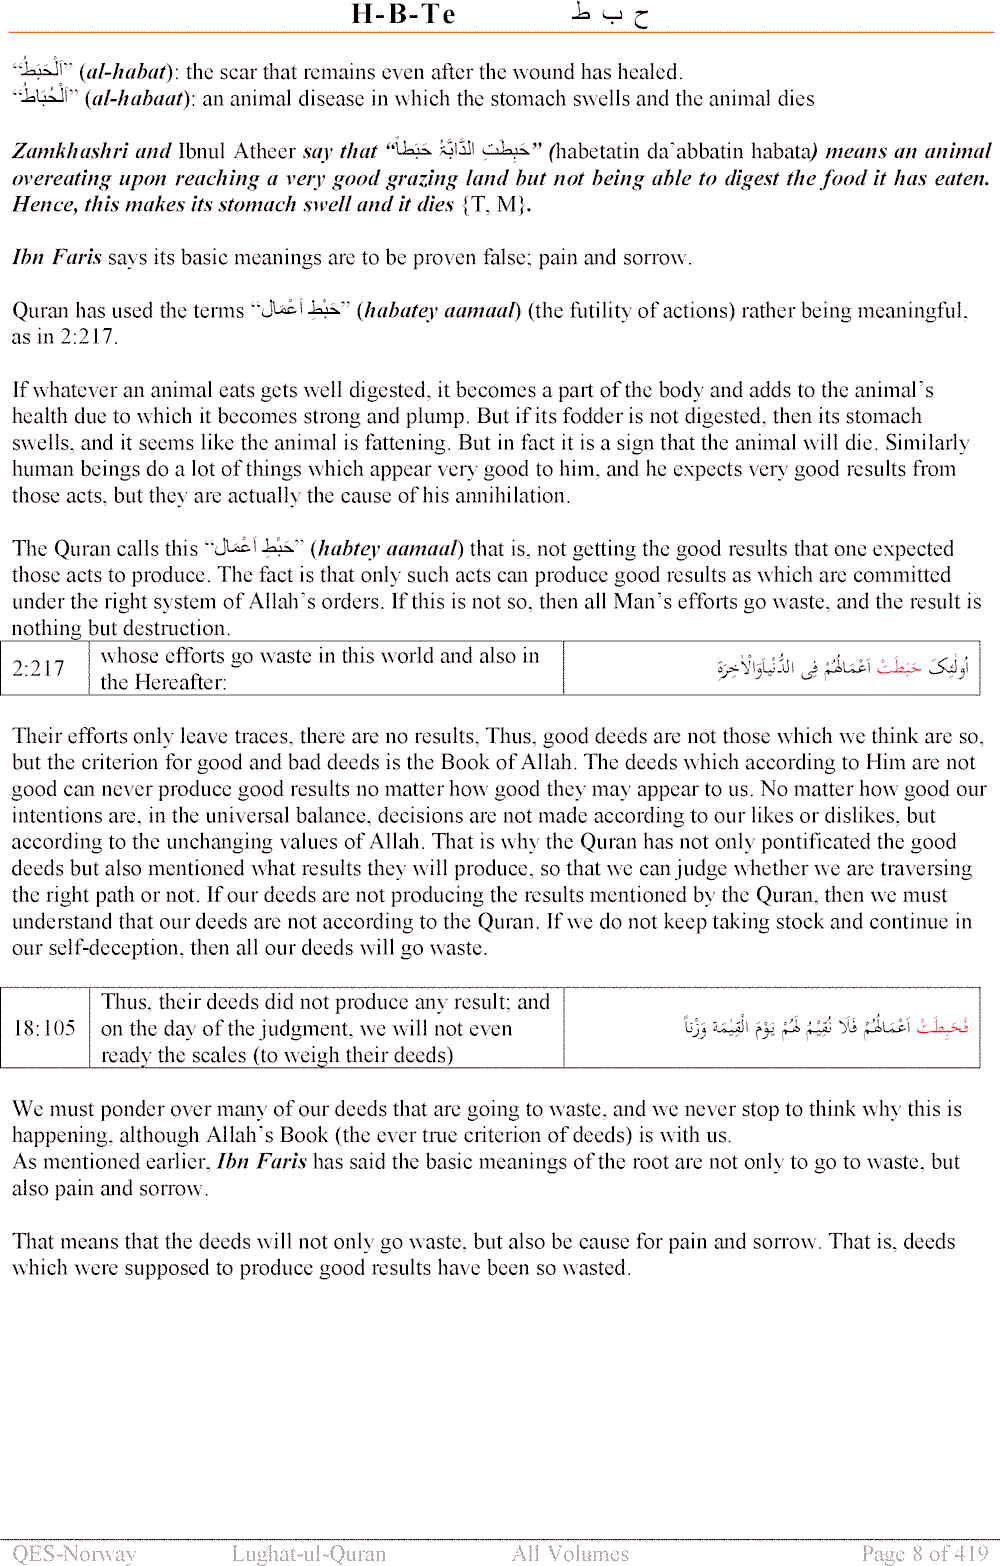 H-B-Te ح ب ط
“اَلْحَبَطُ” (al-habat): the scar that remains even after the wound has healed.
“اَلْحُبَاطُ” (al-habaat): an animal disease in which the stomach swells and the animal dies
Zamkhashri and Ibnul Atheer say that “حَبِطَتِ الدَّابَّۃُ حَبَطاً” (habetatin da’abbatin habata) means an animal
overeating upon reaching a very good grazing land but not being able to digest the food it has eaten.
Hence, this makes its stomach swell and it dies {T, M}.
Ibn Faris says its basic meanings are to be proven false; pain and sorrow.
Quran has used the terms “حَبْطِ اَعْمَال” (habatey aamaal) (the futility of actions) rather being meaningful,
as in 2:217.
If whatever an animal eats gets well digested, it becomes a part of the body and adds to the animal’s
health due to which it becomes strong and plump. But if its fodder is not digested, then its stomach
swells, and it seems like the animal is fattening. But in fact it is a sign that the animal will die. Similarly
human beings do a lot of things which appear very good to him, and he expects very good results from
those acts, but they are actually the cause of his annihilation.
The Quran calls this “حَبْطِ اَعْمَال” (habtey aamaal) that is, not getting the good results that one expected
those acts to produce. The fact is that only such acts can produce good results as which are committed
under the right system of Allah’s orders. If this is not so, then all Man’s efforts go waste, and the result is
nothing but destruction.
2:217 whose efforts go waste in this world and also in
the Hereafter:
اُولٰئِکَ حَبَطَتْ اَعْمَالُھُمْ فِی الدُّنْیَاوَالْاٰخِرَةِ
Their efforts only leave traces, there are no results, Thus, good deeds are not those which we think are so,
but the criterion for good and bad deeds is the Book of Allah. The deeds which according to Him are not
good can never produce good results no matter how good they may appear to us. No matter how good our
intentions are, in the universal balance, decisions are not made according to our likes or dislikes, but
according to the unchanging values of Allah. That is why the Quran has not only pontificated the good
deeds but also mentioned what results they will produce, so that we can judge whether we are traversing
the right path or not. If our deeds are not producing the results mentioned by the Quran, then we must
understand that our deeds are not according to the Quran. If we do not keep taking stock and continue in
our self-deception, then all our deeds will go waste.
18:105 Thus, their deeds did not produce any result; and
on the day of the judgment, we will not even
ready the scales (to weigh their deeds)
فَحَبِطَتْ اَعْمَالُھُمْ فَلَا نُقِیْمُ لَھُمْ یَوْمَ الْقِیٰمَةِ وَزْناً
We must ponder over many of our deeds that are going to waste, and we never stop to think why this is
happening, although Allah’s Book (the ever true criterion of deeds) is with us.
As mentioned earlier, Ibn Faris has said the basic meanings of the root are not only to go to waste, but
also pain and sorrow.
That means that the deeds will not only go waste, but also be cause for pain and sorrow. That is, deeds
which were supposed to produce good results have been so wasted.
QES-Norway Lughat-ul-Quran All Volumes Page 8 of 419